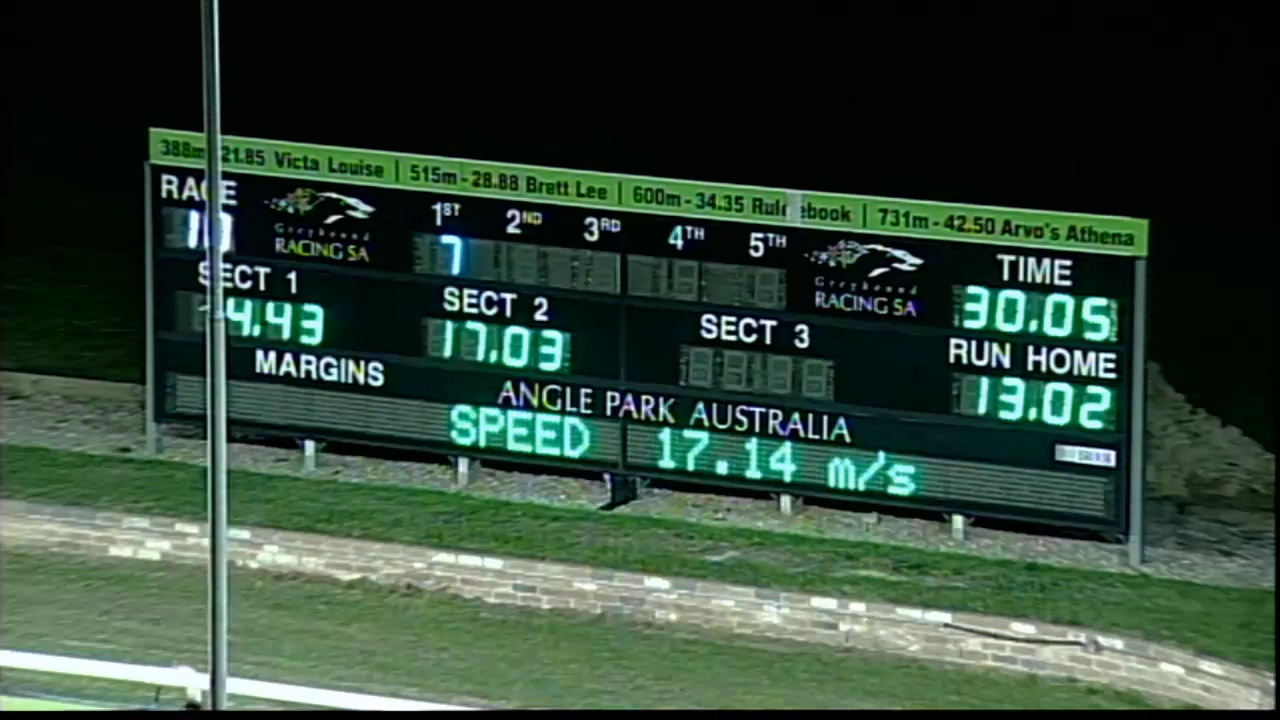 388m 21.85 Victa Louise | 515m - 28.88 Brett Lee | 600m - 34.35 Rulebook | 731m - 42.50 Arvo's Athena
RACE
Greyhound RACING SA
1ST 2ND 3RD 4TH 5TH
7
Greyhound RACING SA
TIME
30.05
SECT 1
4.43
SECT 2
17.03
SECT 3
RUN HOME
13.02
MARGINS
ANGLE PARK AUSTRALIA
SPEED 17.14 m/s